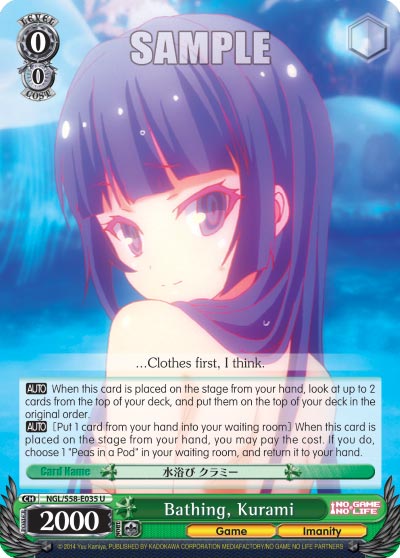 LEVEL
0
0
COST
SAMPLE
…Clothes first, I think.
AUTO When this card is placed on the stage from your hand, look at up to 2
cards from the top of your deck, and put them on the top of your deck in the
original order.
AUTO [Put 1 card from your hand into your waiting room] When this card is
placed on the stage from your hand, you may pay the cost. If you do,
choose 1 "Peas in a Pod" in your waiting room, and return it to your hand.
Card Name 水浴び クラミー
CH NGL/S58-E035 U
POWER 2000
Bathing, Kurami
NO GAME
NO LIFE
Game Imanity
© 2014 Yuu Kamiya, PUBLISHED BY KADOKAWA CORPORATION MEDIAFACTORY/NO GAME NO LIFE PARTNERS